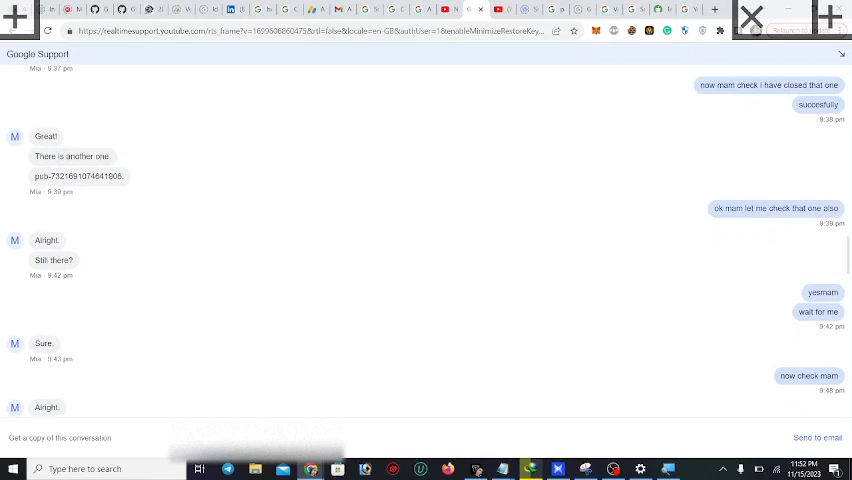 https://realtimesupport.youtube.com/rts_frame?v=1699606860475&rtl=false&locale=en-GB&authUser=1&enableMinimizeRestoreKey...
Google Support
Mia · 9:37 pm
now mam check i have closed that one
succesfully
9:38 pm
M
Great!
There is another one.
pub-7321691074641906.
Mia · 9:39 pm
ok mam let me check that one also
9:39 pm
M
Alright.
Still there?
Mia · 9:42 pm
yesmam
wait for me
9:42 pm
M
Sure.
Mia · 9:43 pm
now check mam
9:48 pm
M
Alright.
Get a copy of this conversation
Send to email
Type here to search
11:52 PM
11/15/2023